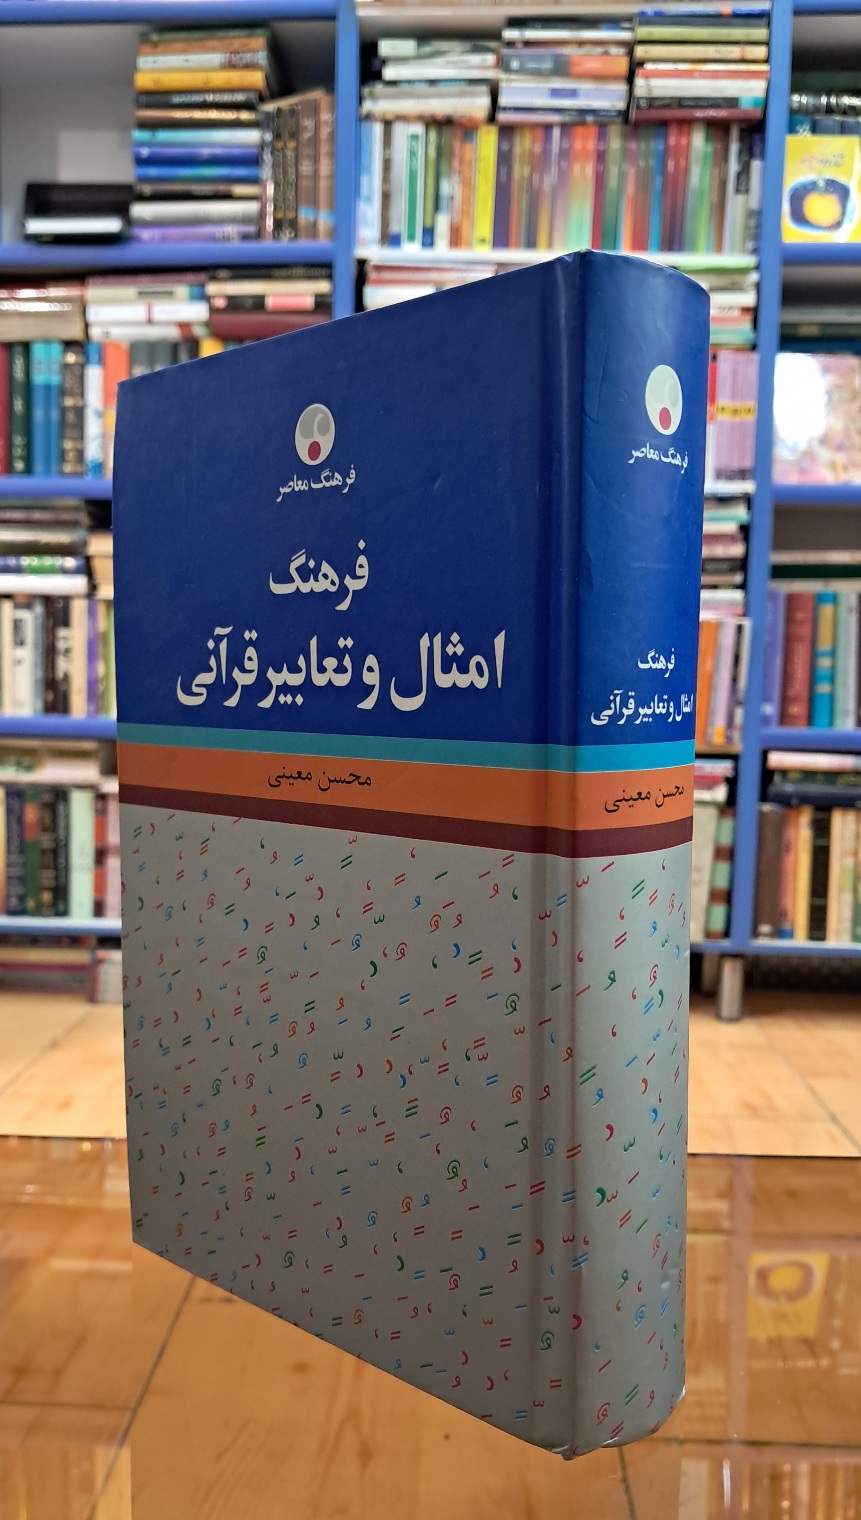 فرهنگ معاصر
فرهنگ
امثال و تعابیر قرآنی
محسن معینی
فرهنگ معاصر
فرهنگ
امثال و تعابیر قرآنی
محسن معینی